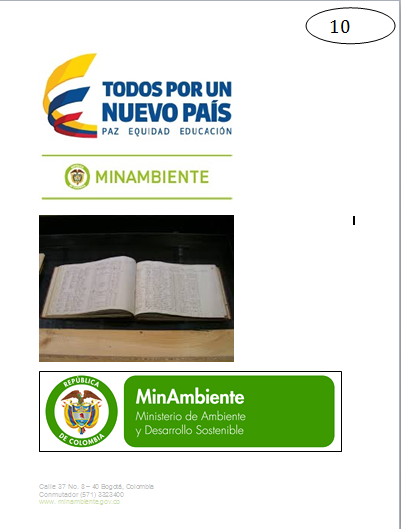 10
TODOS POR UN
NUEVO PAÍS
PAZ EQUIDAD EDUCACIÓN
MINAMBIENTE
REPÚBLICA
DE COLOMBIA
MinAmbiente
Ministerio de Ambiente
y Desarrollo Sostenible
Calle 37 No. 8 – 40 Bogotá, Colombia
Conmutador (571) 3323400
www.minambiente.gov.co